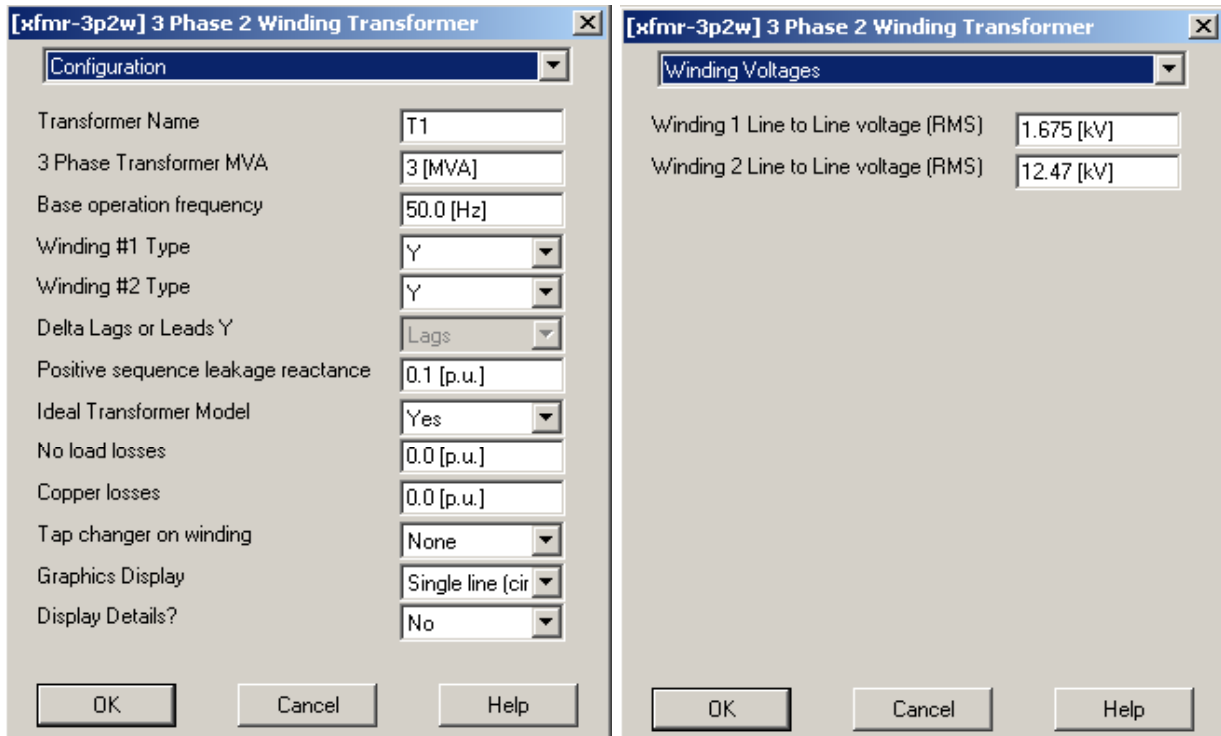 [xfmr-3p2w] 3 Phase 2 Winding Transformer
Configuration
Transformer Name T1
3 Phase Transformer MVA 3 [MVA]
Base operation frequency 50.0 [Hz]
Winding #1 Type Y
Winding #2 Type Y
Delta Lags or Leads Y Lags
Positive sequence leakage reactance 0.1 [p.u.]
Ideal Transformer Model Yes
No load losses 0.0 [p.u.]
Copper losses 0.0 [p.u.]
Tap changer on winding None
Graphics Display Single line (cir
Display Details? No
OK Cancel Help
[xfmr-3p2w] 3 Phase 2 Winding Transformer
Winding Voltages
Winding 1 Line to Line voltage (RMS) 1.675 [kV]
Winding 2 Line to Line voltage (RMS) 12.47 [kV]
OK Cancel Help